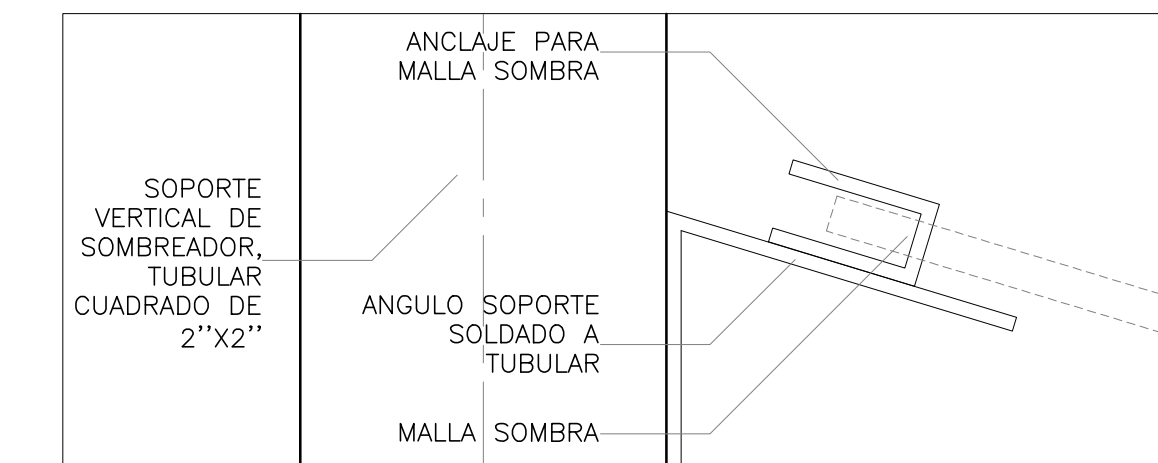 ANCLAJE PARA
MALLA SOMBRA
SOPORTE
VERTICAL DE
SOMBREADOR,
TUBULAR
CUADRADO DE
2''X2''
ANGULO SOPORTE
SOLDADO A
TUBULAR
MALLA SOMBRA